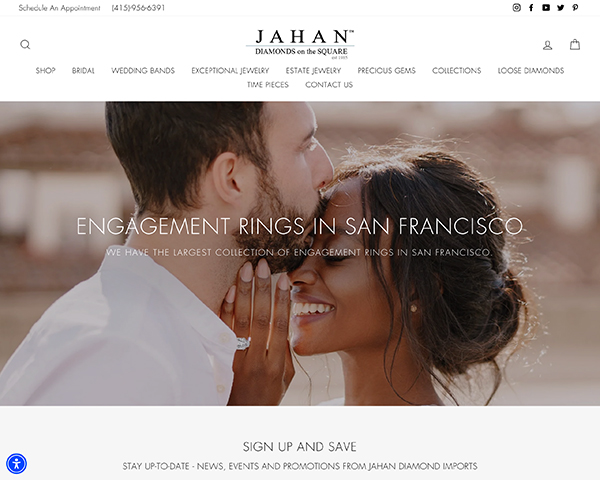 Schedule An Appointment (415)-956-6391
JAHAN™
DIAMONDS on the SQUARE
SHOP BRIDAL WEDDING BANDS EXCEPTIONAL JEWELRY ESTATE JEWELRY PRECIOUS GEMS COLLECTIONS LOOSE DIAMONDS
TIME PIECES CONTACT US
ENGAGEMENT RINGS IN SAN FRANCISCO
WE HAVE THE LARGEST COLLECTION OF ENGAGEMENT RINGS IN SAN FRANCISCO.
SIGN UP AND SAVE
STAY UP-TO-DATE - NEWS, EVENTS AND PROMOTIONS FROM JAHAN DIAMOND IMPORTS